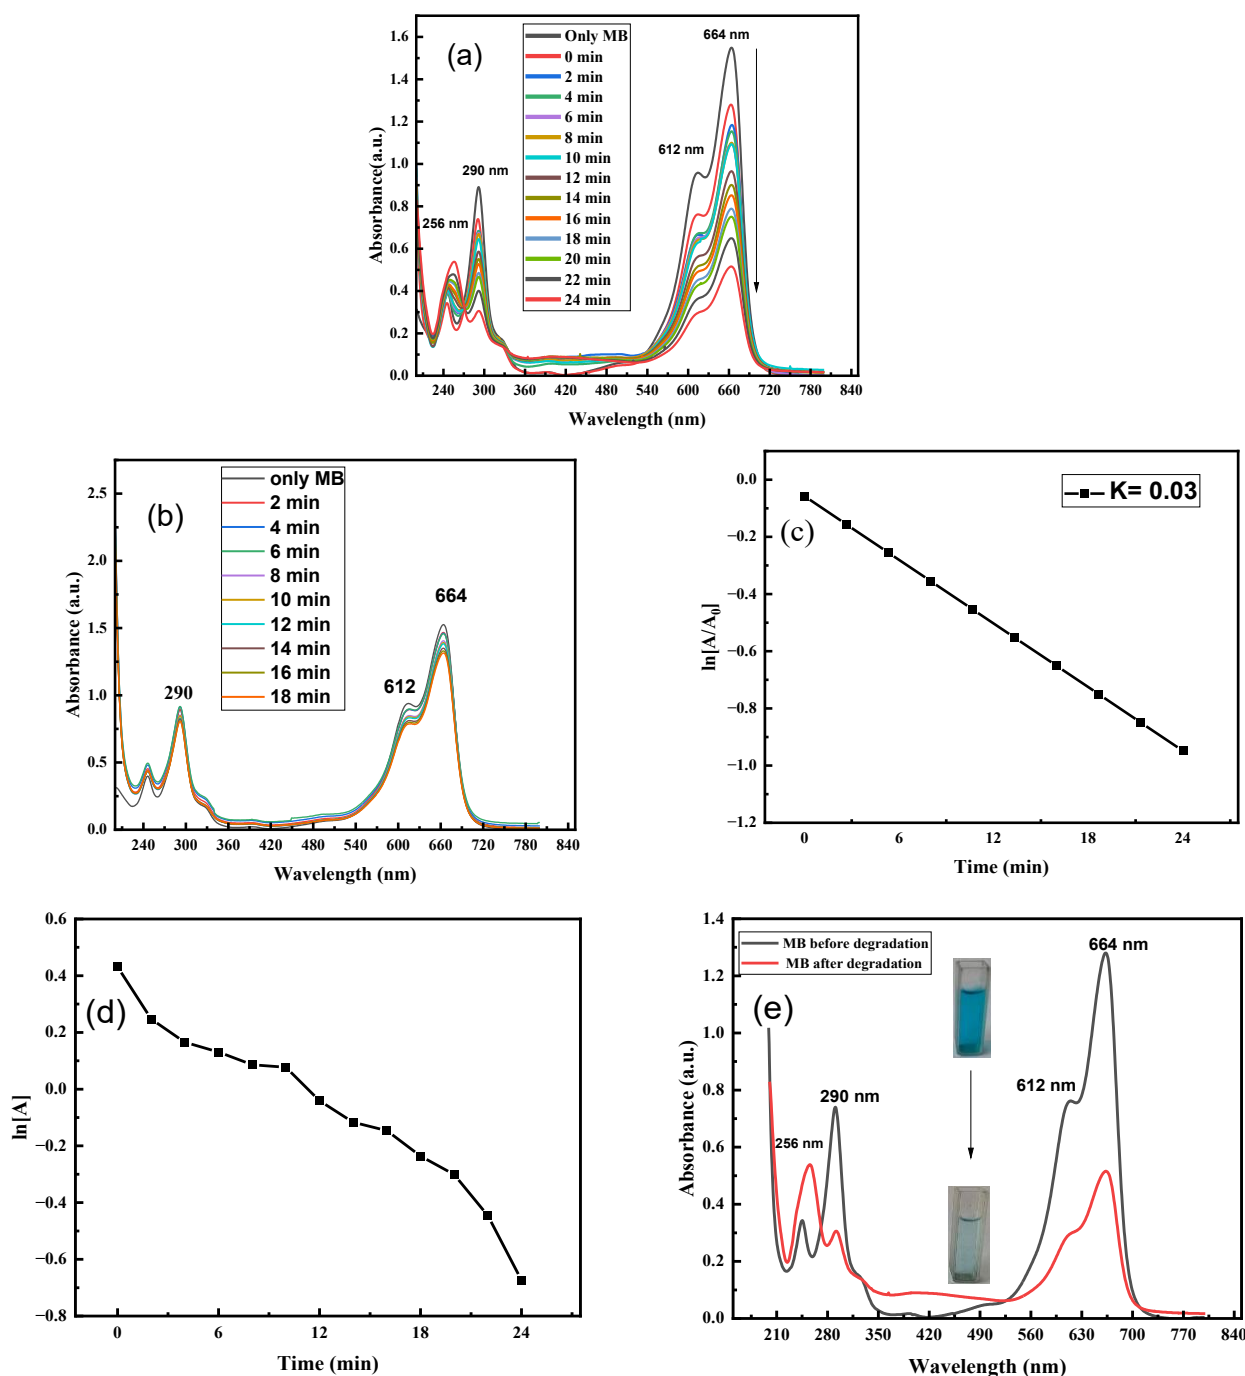 (a)
Only MB
0 min
2 min
4 min
6 min
8 min
10 min
12 min
14 min
16 min
18 min
20 min
22 min
24 min
664 nm
612 nm
290 nm
256 nm
1.6
1.4
1.2
1.0
0.8
0.6
0.4
0.2
0.0
Absorbance(a.u.)
240 300 360 420 480 540 600 660 720 780 840
Wavelength (nm)
(b)
only MB
2 min
4 min
6 min
8 min
10 min
12 min
14 min
16 min
18 min
664
612
290
2.5
2.0
1.5
1.0
0.5
0.0
Absorbance (a.u.)
240 300 360 420 480 540 600 660 720 780 840
Wavelength (nm)
(c)
K= 0.03
0.0
−0.2
−0.4
−0.6
−0.8
−1.0
−1.2
ln[A/A0]
0 6 12 18 24
Time (min)
(d)
0.6
0.4
0.2
0.0
−0.2
−0.4
−0.6
−0.8
ln[A]
0 6 12 18 24
Time (min)
(e)
MB before degradation
MB after degradation
664 nm
612 nm
290 nm
256 nm
1.4
1.2
1.0
0.8
0.6
0.4
0.2
0.0
Absorbance (a.u.)
210 280 350 420 490 560 630 700 770 840
Wavelength (nm)